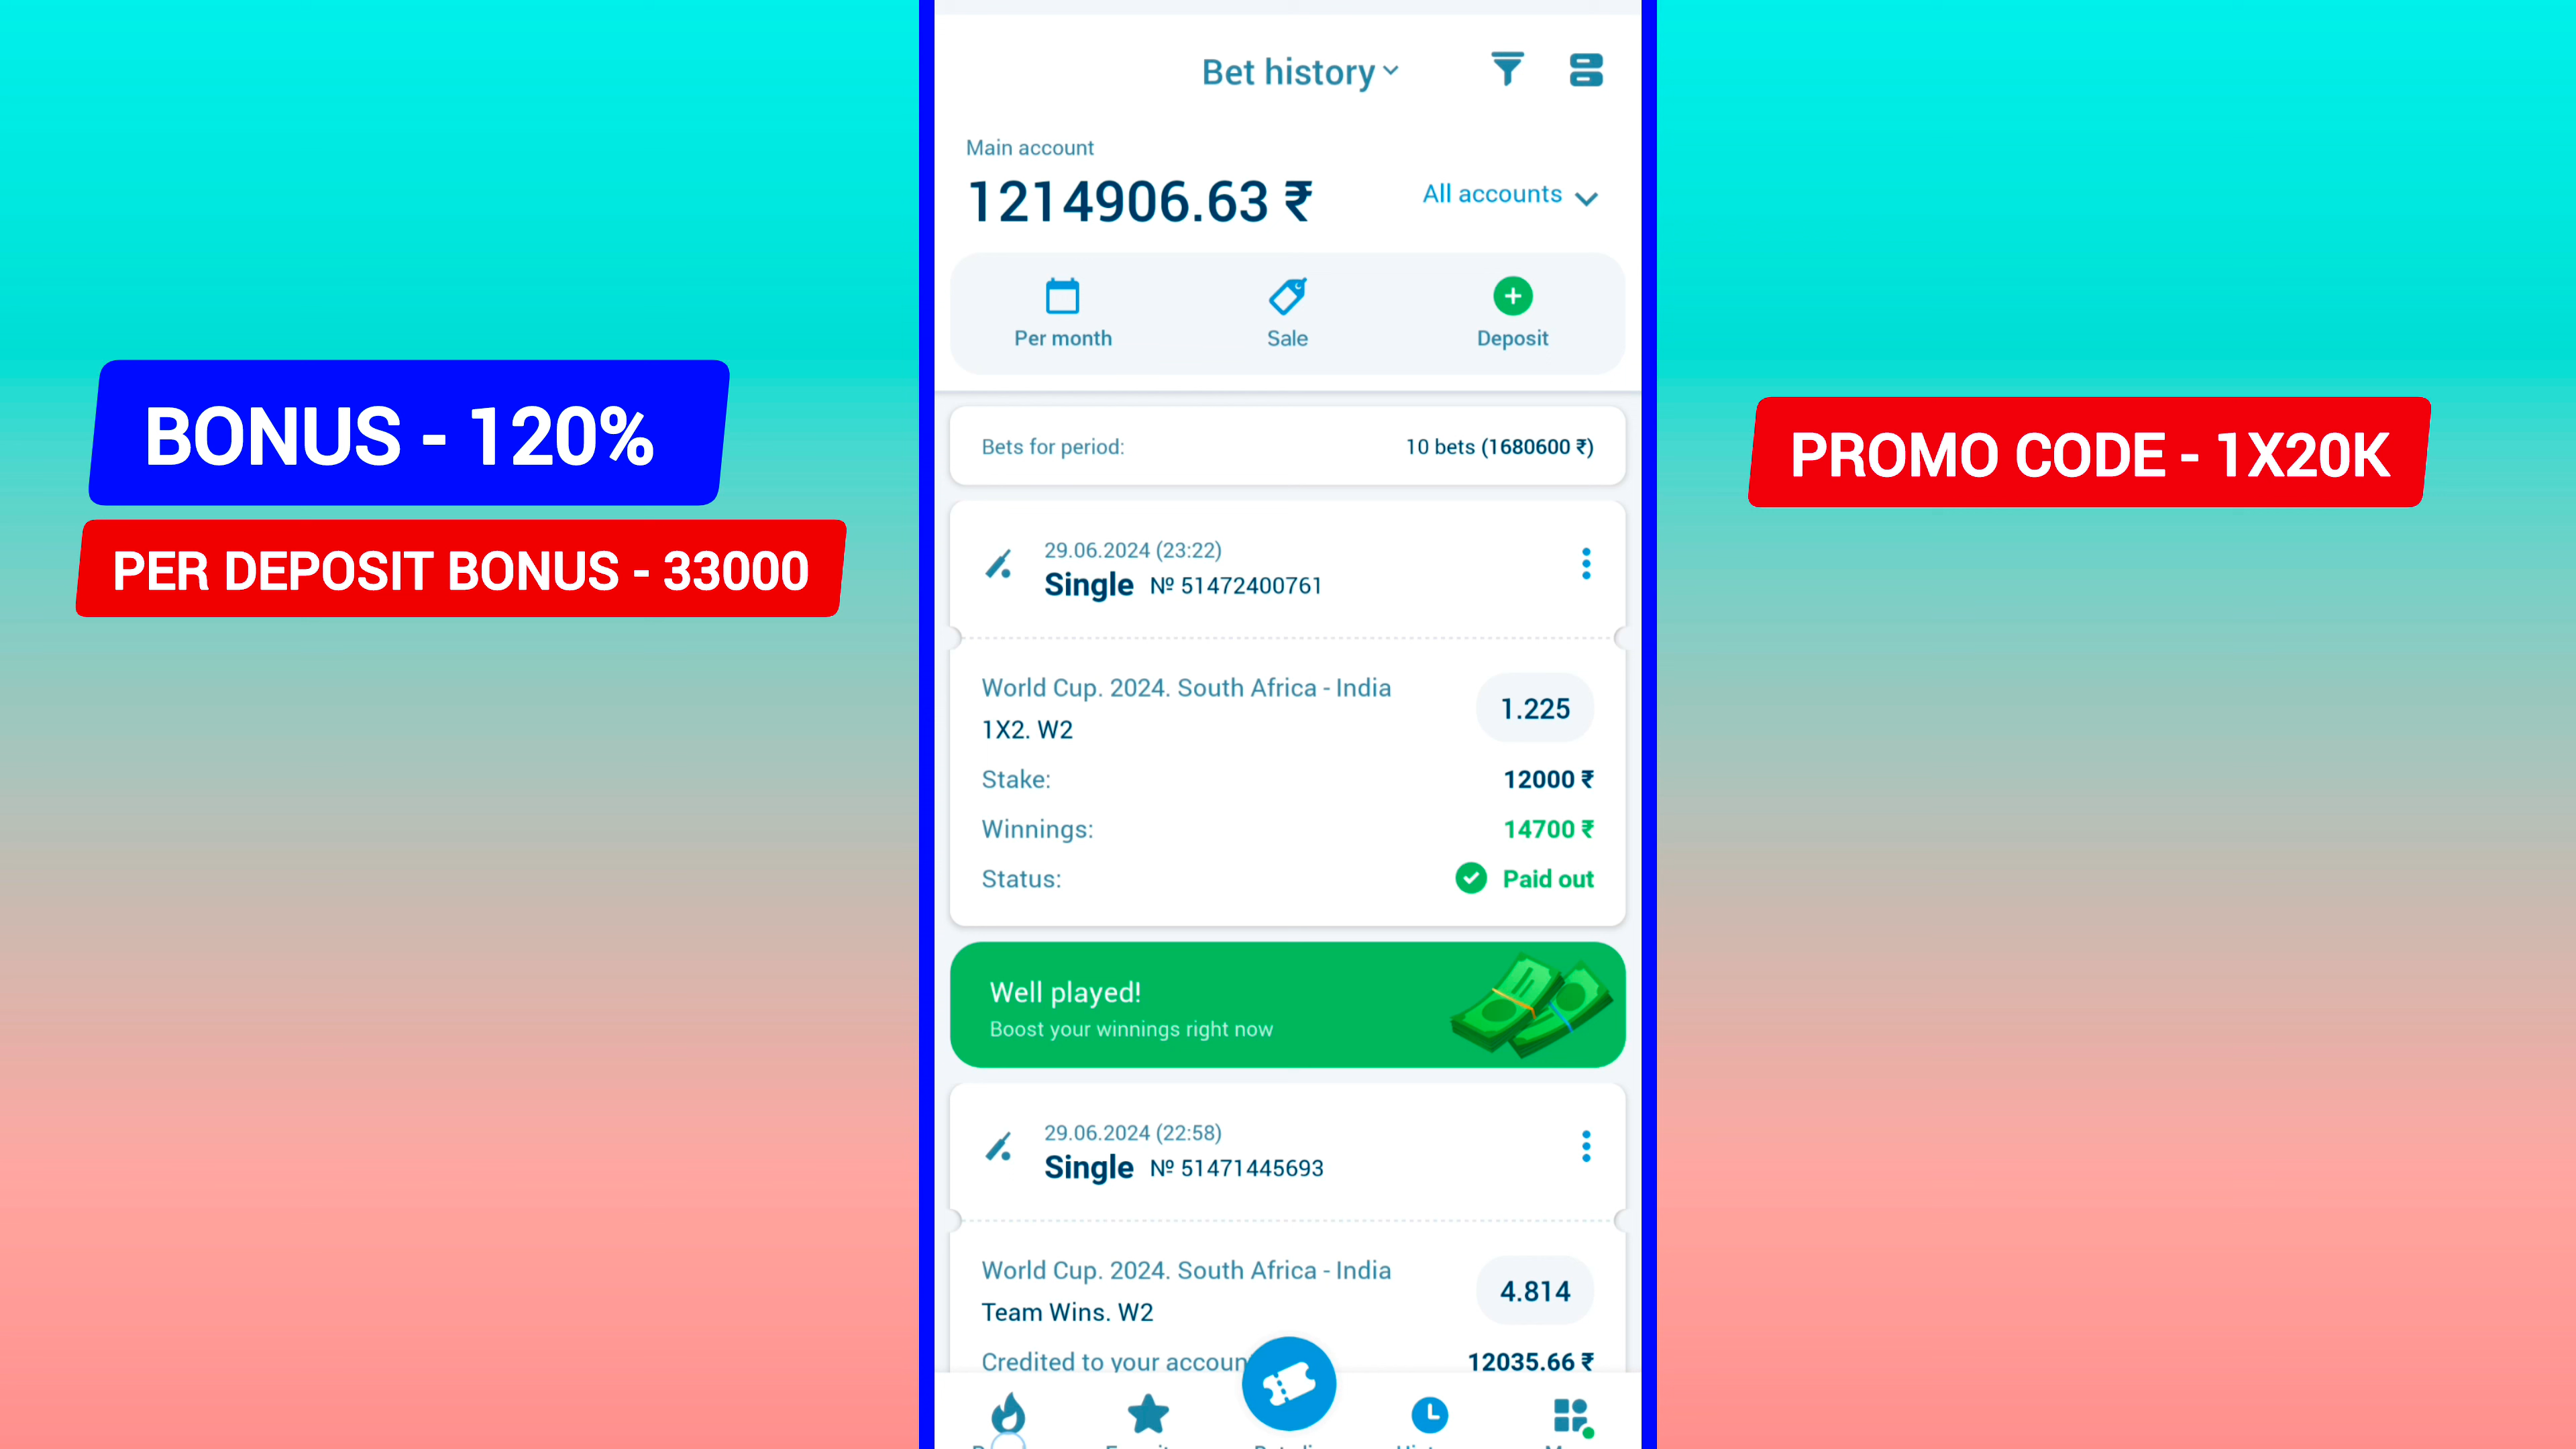 Bet history
Main account
1214906.63 ₹
All accounts
Per month
Sale
Deposit
BONUS - 120%
PER DEPOSIT BONUS - 33000
PROMO CODE - 1X20K
Bets for period:
10 bets (1680600 ₹)
29.06.2024 (23:22)
Single № 51472400761
World Cup. 2024. South Africa - India
1X2. W2
1.225
Stake:
12000 ₹
Winnings:
14700 ₹
Status:
Paid out
Well played!
Boost your winnings right now
29.06.2024 (22:58)
Single № 51471445693
World Cup. 2024. South Africa - India
Team Wins. W2
4.814
Credited to your
12035.66 ₹